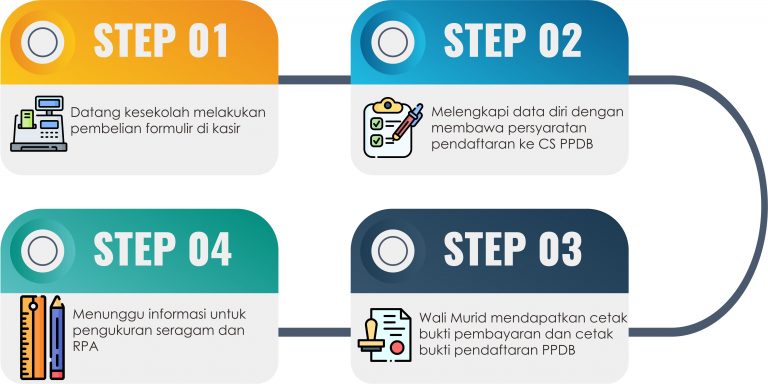 STEP 01
Datang kesekolah melakukan
pembelian formulir di kasir
STEP 02
Melengkapi data diri dengan
membawa persyaratan
pendaftaran ke CS PPDB
STEP 03
Wali Murid mendapatkan cetak
bukti pembayaran dan cetak
bukti pendaftaran PPDB
STEP 04
Menunggu informasi untuk
pengukuran seragam dan
RPA